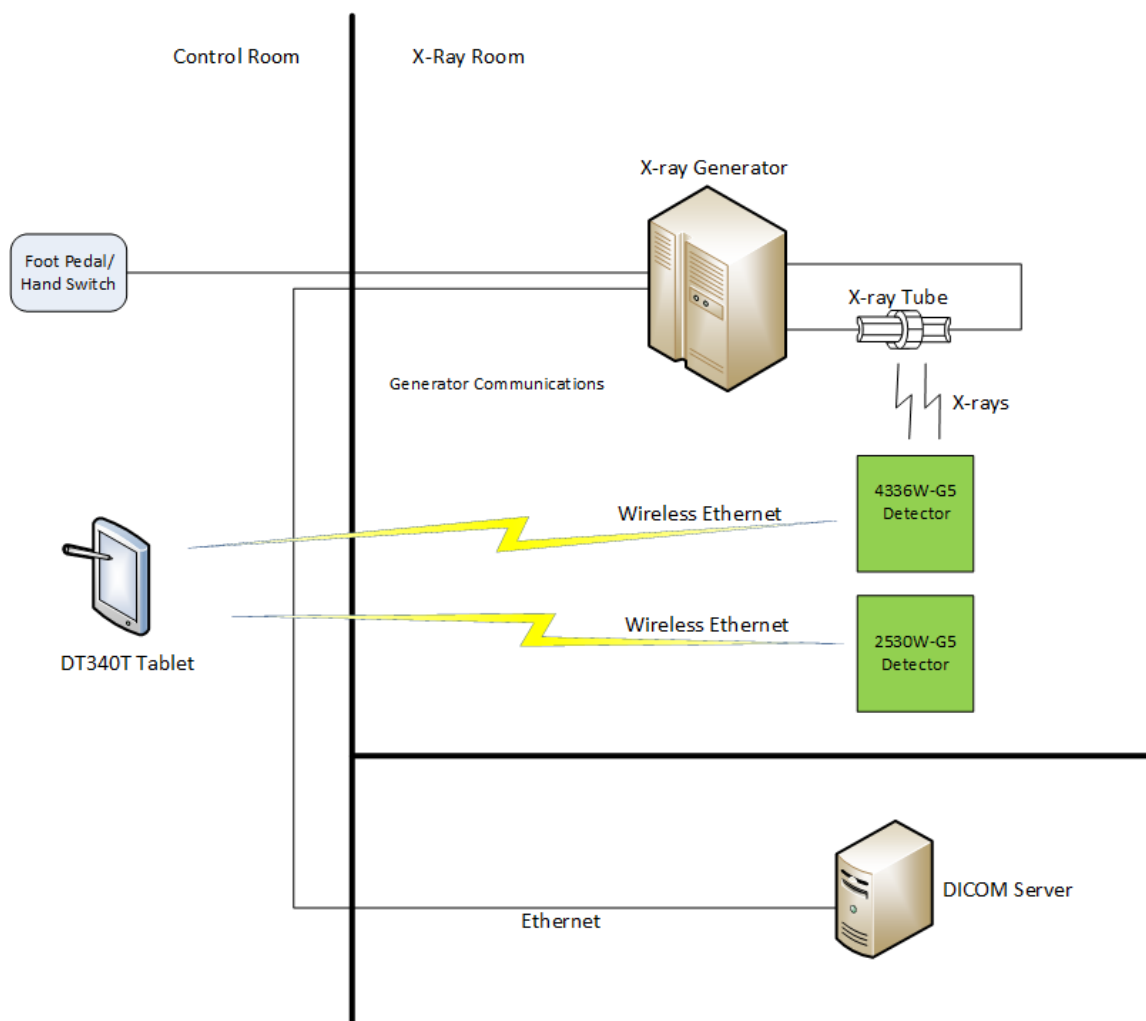 Control Room
X-Ray Room
X-ray Generator
Foot Pedal/
Hand Switch
X-ray Tube
Generator Communications
X-rays
Wireless Ethernet
4336W-G5
Detector
Wireless Ethernet
2530W-G5
Detector
DT340T Tablet
DICOM Server
Ethernet